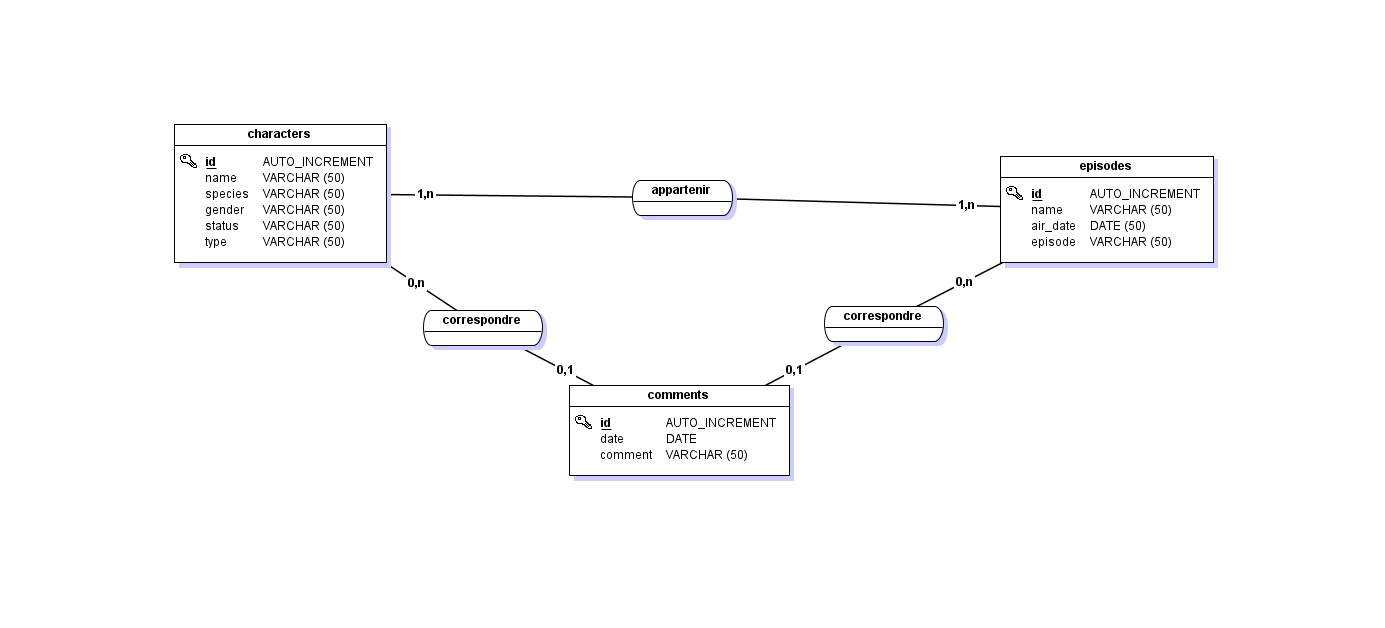 characters
id AUTO_INCREMENT
name VARCHAR (50)
species VARCHAR (50)
gender VARCHAR (50)
status VARCHAR (50)
type VARCHAR (50)
1,n
appartenir
1,n
episodes
id AUTO_INCREMENT
name VARCHAR (50)
air_date DATE (50)
episode VARCHAR (50)
0,n
correspondre
0,1
0,n
correspondre
0,1
comments
id AUTO_INCREMENT
date DATE
comment VARCHAR (50)